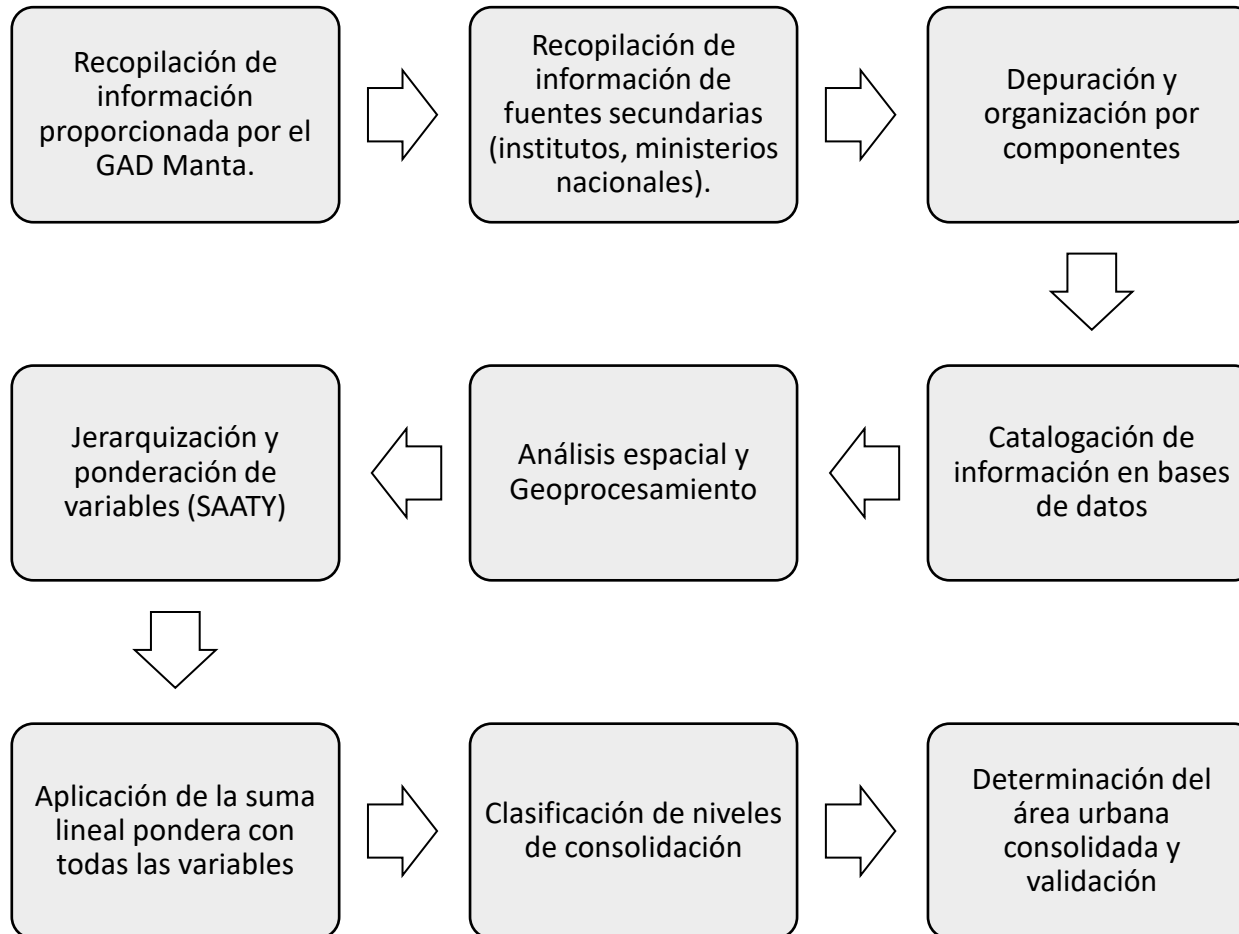 Recopilación de
información
proporcionada por el
GAD Manta.
Recopilación de
información de
fuentes secundarias
(institutos, ministerios
nacionales).
Depuración y
organización por
componentes
Catalogación de
información en bases
de datos
Análisis espacial y
Geoprocesamiento
Jerarquización y
ponderación de
variables (SAATY)
Aplicación de la suma
lineal pondera con
todas las variables
Clasificación de niveles
de consolidación
Determinación del
área urbana
consolidada y
validación